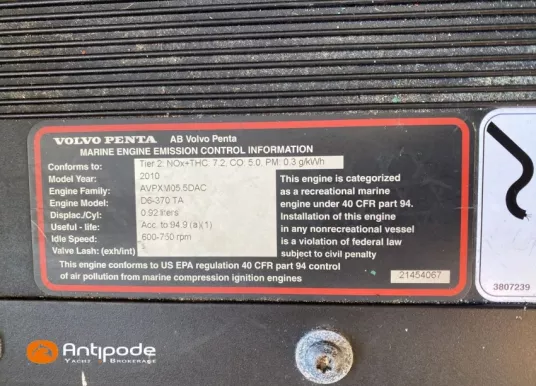 VOLVO PENTA AB Volvo Penta
MARINE ENGINE EMISSION CONTROL INFORMATION
Conforms to: Tier 2: NOx+THC: 7.2, CO: 5.0, PM: 0.3 g/kWh
Model Year: 2010
Engine Family: AVPXM05.5DAC
Engine Model: D6-370 TA
Displac./Cyl: 0.92 liters
Useful - life: Acc. to 94.9 (a)(1)
Idle Speed: 600-750 rpm
Valve Lash: (exh/int)
This engine is categorized
as a recreational marine
engine under 40 CFR part 94.
Installation of this engine
in any nonrecreational vessel
is a violation of federal law
subject to civil penalty
This engine conforms to US EPA regulation 40 CFR part 94 control
of air pollution from marine compression ignition engines
21454067
3807239
Antipode
YACHT BROKERAGE